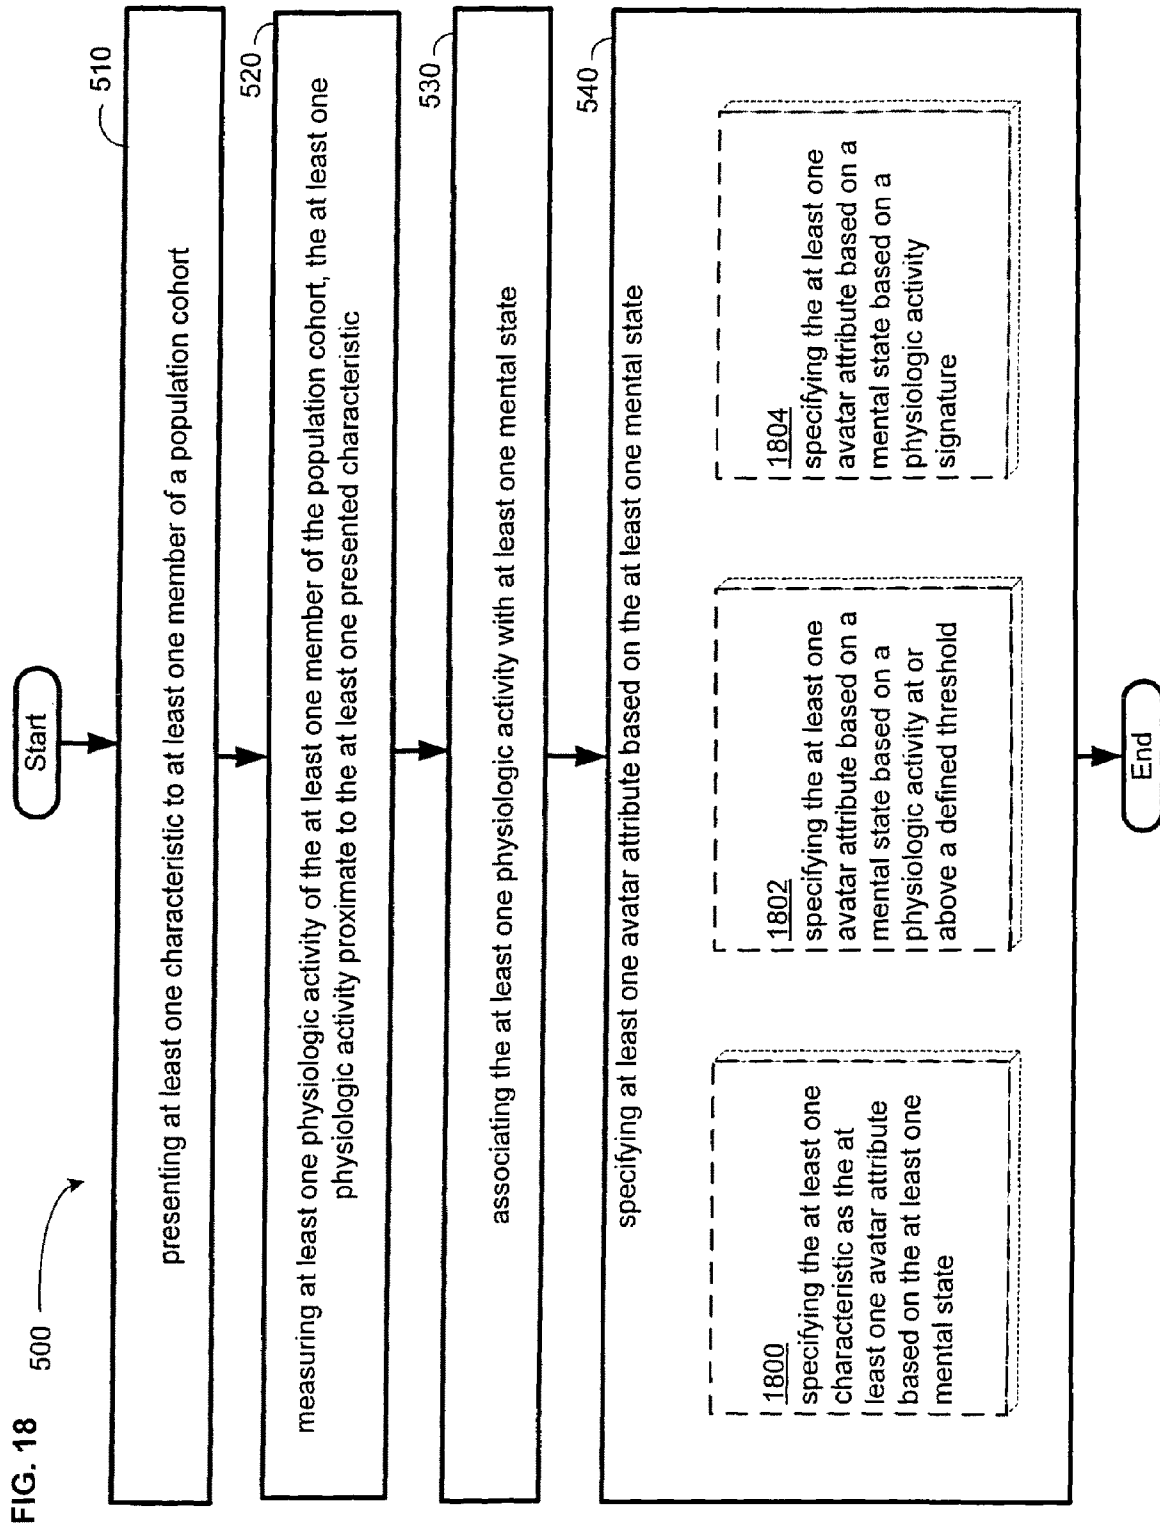 FIG. 18
500
Start
510
presenting at least one characteristic to at least one member of a population cohort
520
measuring at least one physiologic activity of the at least one member of the population cohort, the at least one
physiologic activity proximate to the at least one presented characteristic
530
associating the at least one physiologic activity with at least one mental state
540
specifying at least one avatar attribute based on the at least one mental state
1800
specifying the at least one
characteristic as the at
least one avatar attribute
based on the at least one
mental state
1802
specifying the at least one
avatar attribute based on a
mental state based on a
physiologic activity at or
above a defined threshold
1804
specifying the at least one
avatar attribute based on a
mental state based on a
physiologic activity
signature
End